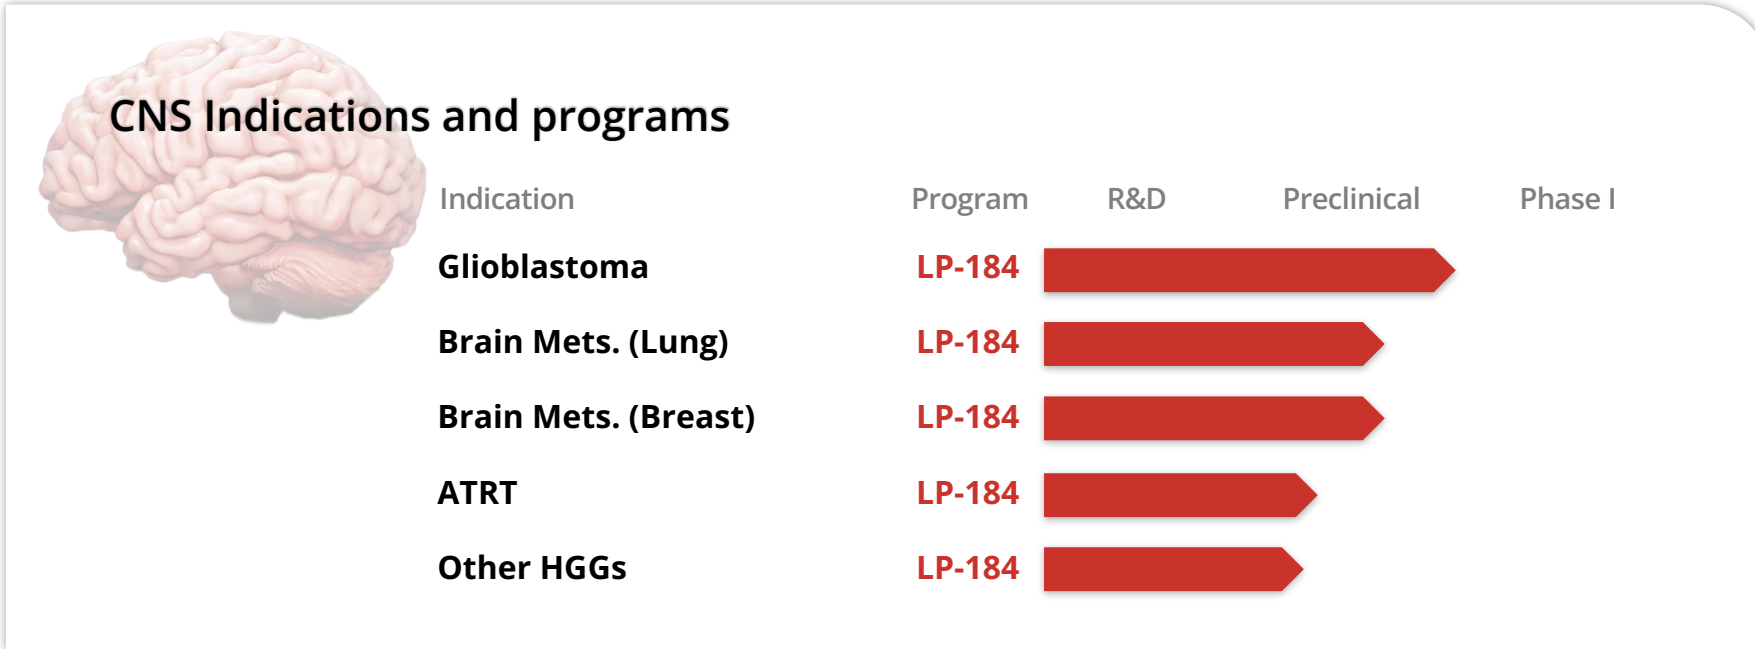 CNS Indications and programs
Indication Program R&D Preclinical Phase I
Glioblastoma LP-184
Brain Mets. (Lung) LP-184
Brain Mets. (Breast) LP-184
ATRT LP-184
Other HGGs LP-184